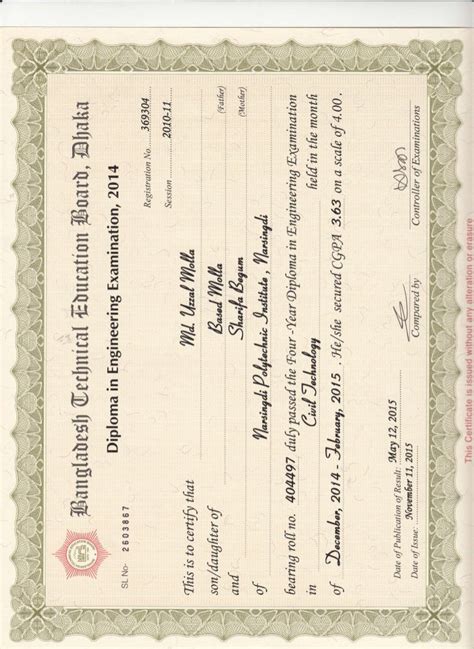 Bangladesh Technical Education Board, Dhaka
Diploma in Engineering Examination, 2014
SL No- 2603867
Registration No. 369304
Session 2010-11
This is to certify that Md. Uzzal Molla
son/daughter of Based Molla (Father)
and Sharifa Begum (Mother)
of Narsingdi Polytechnic Institute, Narsingdi
bearing roll no. 404497 duly passed the Four-Year Diploma in Engineering Examination
in Civil Technology held in the month
of December, 2014 - February, 2015. He/she secured CGPA 3.63 on a scale of 4.00.
Date of Publication of Result: May 12, 2015
Date of Issue: November 11, 2015
Compared by
Controller of Examinations
This Certificate is issued without any alteration or erasure